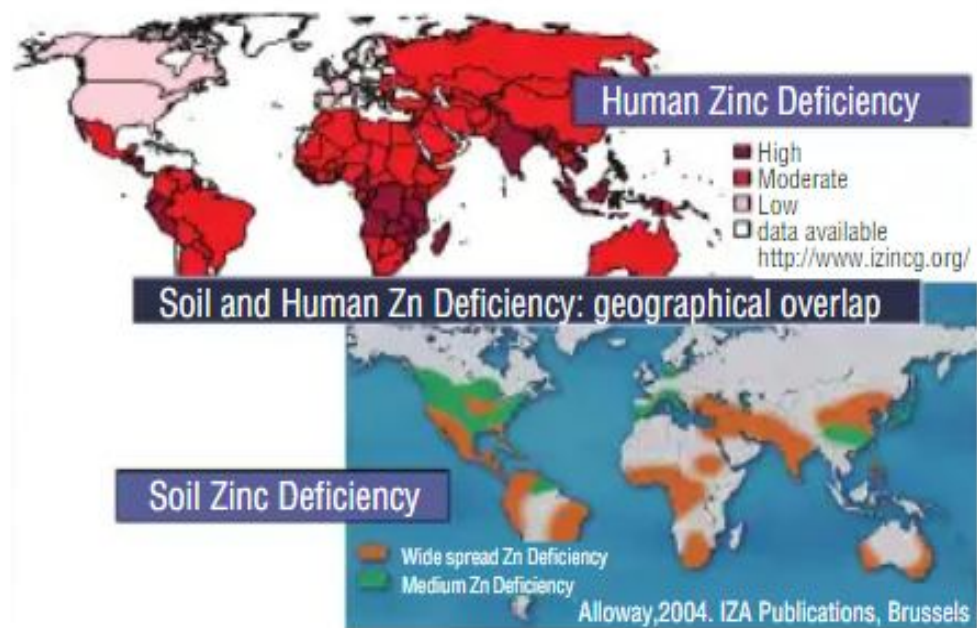 Human Zinc Deficiency
High
Moderate
Low
data available
http://www.izincg.org/
Soil and Human Zn Deficiency: geographical overlap
Soil Zinc Deficiency
Wide spread Zn Deficiency
Medium Zn Deficiency
Alloway,2004. IZA Publications, Brussels